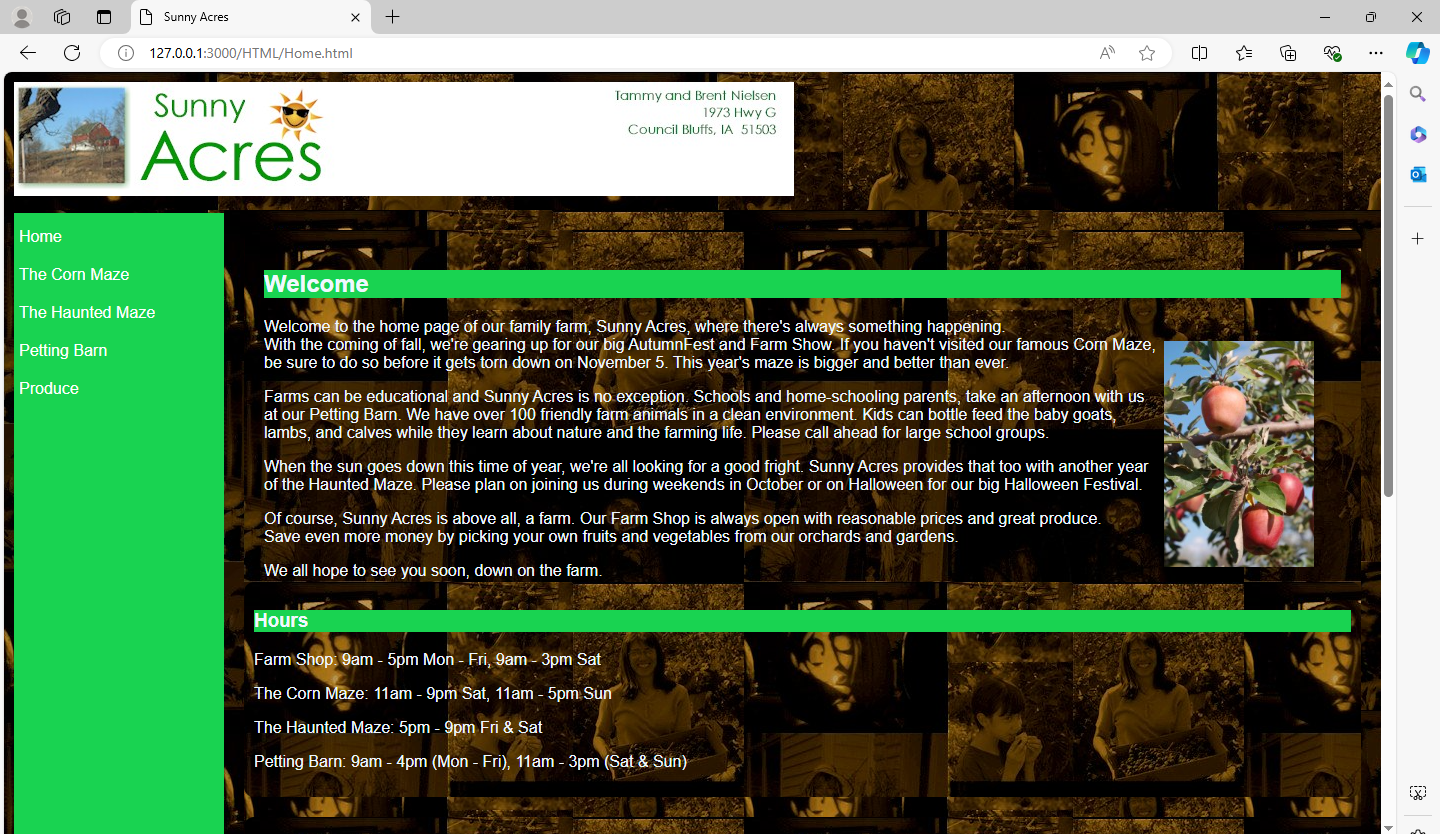 Sunny Acres
127.0.0.1:3000/HTML/Home.html
Sunny
Acres
Tammy and Brent Nielsen
1973 Hwy G
Council Bluffs, IA 51503
Home
The Corn Maze
The Haunted Maze
Petting Barn
Produce
Welcome
Welcome to the home page of our family farm, Sunny Acres, where there's always something happening.
With the coming of fall, we're gearing up for our big AutumnFest and Farm Show. If you haven't visited our famous Corn Maze,
be sure to do so before it gets torn down on November 5. This year's maze is bigger and better than ever.
Farms can be educational and Sunny Acres is no exception. Schools and home-schooling parents, take an afternoon with us
at our Petting Barn. We have over 100 friendly farm animals in a clean environment. Kids can bottle feed the baby goats,
lambs, and calves while they learn about nature and the farming life. Please call ahead for large school groups.
When the sun goes down this time of year, we're all looking for a good fright. Sunny Acres provides that too with another year
of the Haunted Maze. Please plan on joining us during weekends in October or on Halloween for our big Halloween Festival.
Of course, Sunny Acres is above all, a farm. Our Farm Shop is always open with reasonable prices and great produce.
Save even more money by picking your own fruits and vegetables from our orchards and gardens.
We all hope to see you soon, down on the farm.
Hours
Farm Shop: 9am - 5pm Mon - Fri, 9am - 3pm Sat
The Corn Maze: 11am - 9pm Sat, 11am - 5pm Sun
The Haunted Maze: 5pm - 9pm Fri & Sat
Petting Barn: 9am - 4pm (Mon - Fri), 11am - 3pm (Sat & Sun)